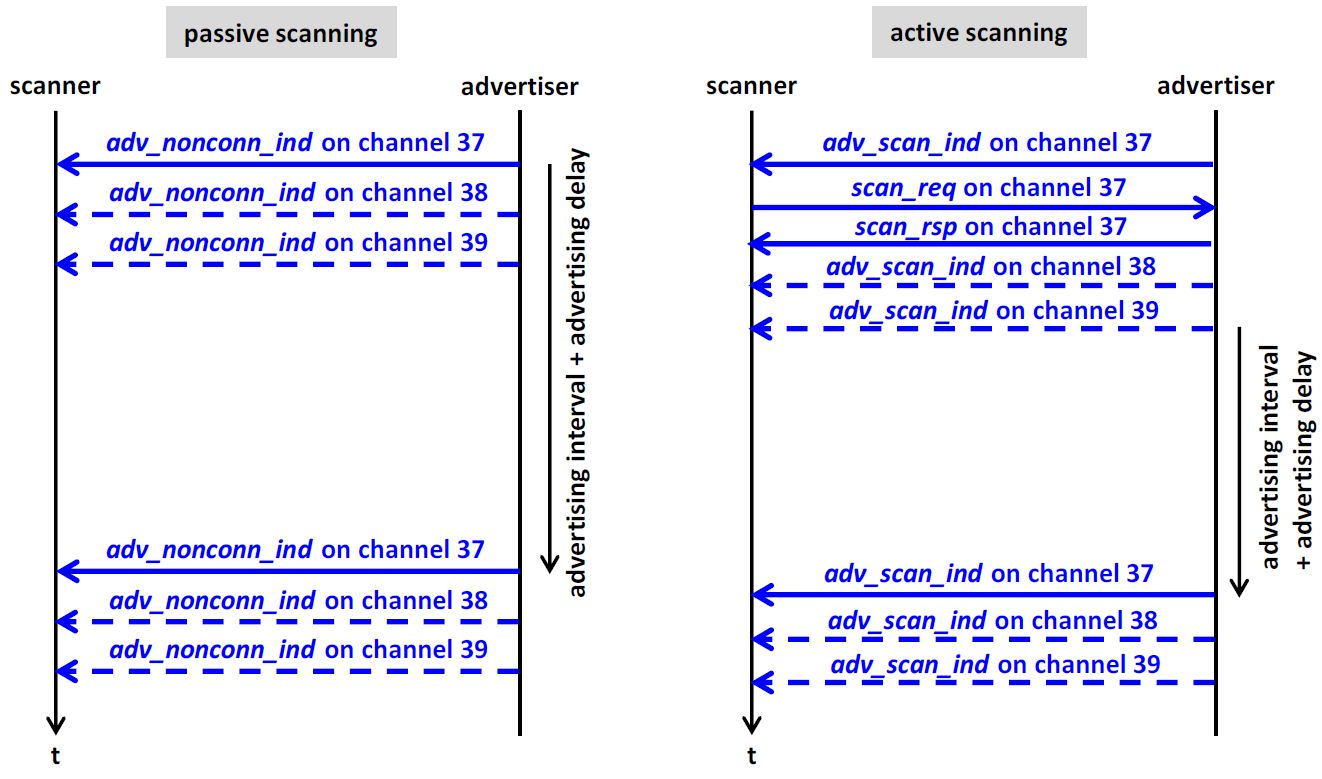 passive scanning
scanner
advertiser
adv_nonconn_ind on channel 37
adv_nonconn_ind on channel 38
adv_nonconn_ind on channel 39
advertising interval + advertising delay
adv_nonconn_ind on channel 37
adv_nonconn_ind on channel 38
adv_nonconn_ind on channel 39
t
active scanning
scanner
advertiser
adv_scan_ind on channel 37
scan_req on channel 37
scan_rsp on channel 37
adv_scan_ind on channel 38
adv_scan_ind on channel 39
advertising interval
+ advertising delay
adv_scan_ind on channel 37
adv_scan_ind on channel 38
adv_scan_ind on channel 39
t